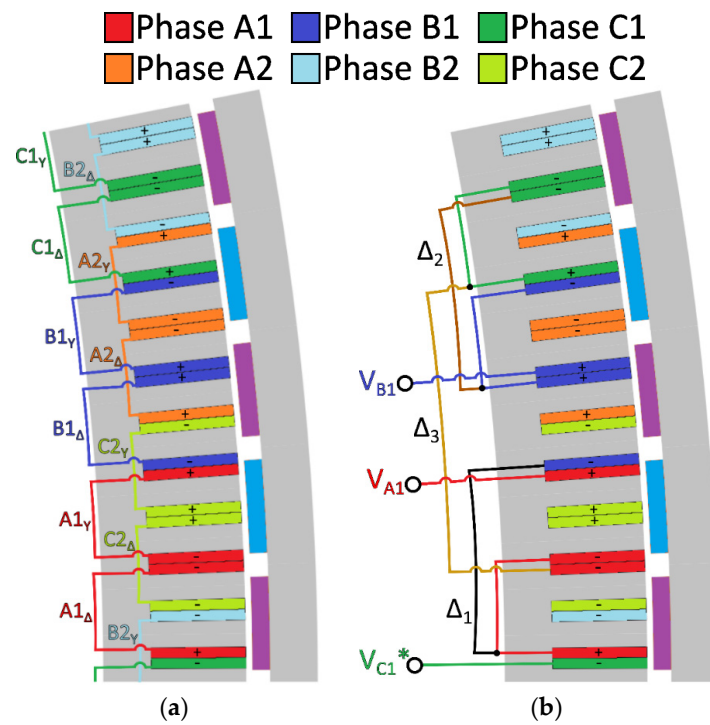 Phase A1 Phase B1 Phase C1
Phase A2 Phase B2 Phase C2
C1Y
B2Δ
C1Δ
A2Y
B1Y
A2Δ
B1Δ
C2Y
A1Y
C2Δ
A1Δ
B2Y
+ + - - - + + - - - + + + - - + + + - - - - + -
(a)
Δ2
VB1
Δ3
VA1
Δ1
VC1*
+ + - - - + + - - - + + + - - + + + - - - - + -
(b)